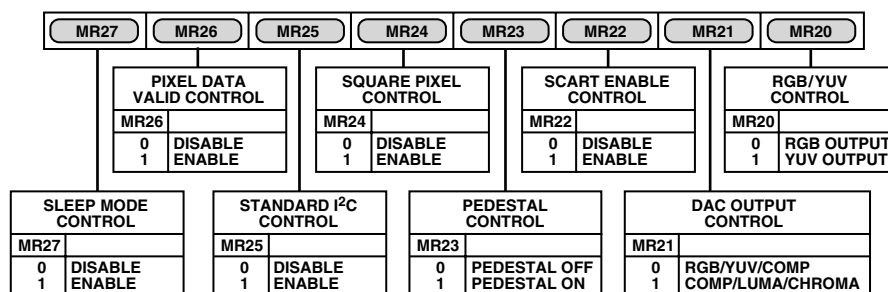 MR27 MR26 MR25 MR24 MR23 MR22 MR21 MR20
PIXEL DATA
VALID CONTROL
MR26
0 DISABLE
1 ENABLE
SQUARE PIXEL
CONTROL
MR24
0 DISABLE
1 ENABLE
SCART ENABLE
CONTROL
MR22
0 DISABLE
1 ENABLE
RGB/YUV
CONTROL
MR20
0 RGB OUTPUT
1 YUV OUTPUT
SLEEP MODE
CONTROL
MR27
0 DISABLE
1 ENABLE
STANDARD I²C
CONTROL
MR25
0 DISABLE
1 ENABLE
PEDESTAL
CONTROL
MR23
0 PEDESTAL OFF
1 PEDESTAL ON
DAC OUTPUT
CONTROL
MR21
0 RGB/YUV/COMP
1 COMP/LUMA/CHROMA